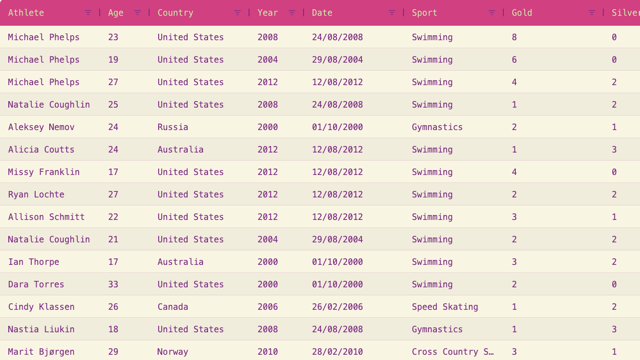 Athlete Age Country Year Date Sport Gold Silver
Michael Phelps 23 United States 2008 24/08/2008 Swimming 8 0
Michael Phelps 19 United States 2004 29/08/2004 Swimming 6 0
Michael Phelps 27 United States 2012 12/08/2012 Swimming 4 2
Natalie Coughlin 25 United States 2008 24/08/2008 Swimming 1 2
Aleksey Nemov 24 Russia 2000 01/10/2000 Gymnastics 2 1
Alicia Coutts 24 Australia 2012 12/08/2012 Swimming 1 3
Missy Franklin 17 United States 2012 12/08/2012 Swimming 4 0
Ryan Lochte 27 United States 2012 12/08/2012 Swimming 2 2
Allison Schmitt 22 United States 2012 12/08/2012 Swimming 3 1
Natalie Coughlin 21 United States 2004 29/08/2004 Swimming 2 2
Ian Thorpe 17 Australia 2000 01/10/2000 Swimming 3 2
Dara Torres 33 United States 2000 01/10/2000 Swimming 2 0
Cindy Klassen 26 Canada 2006 26/02/2006 Speed Skating 1 2
Nastia Liukin 18 United States 2008 24/08/2008 Gymnastics 1 3
Marit Bjørgen 29 Norway 2010 28/02/2010 Cross Country S… 3 1